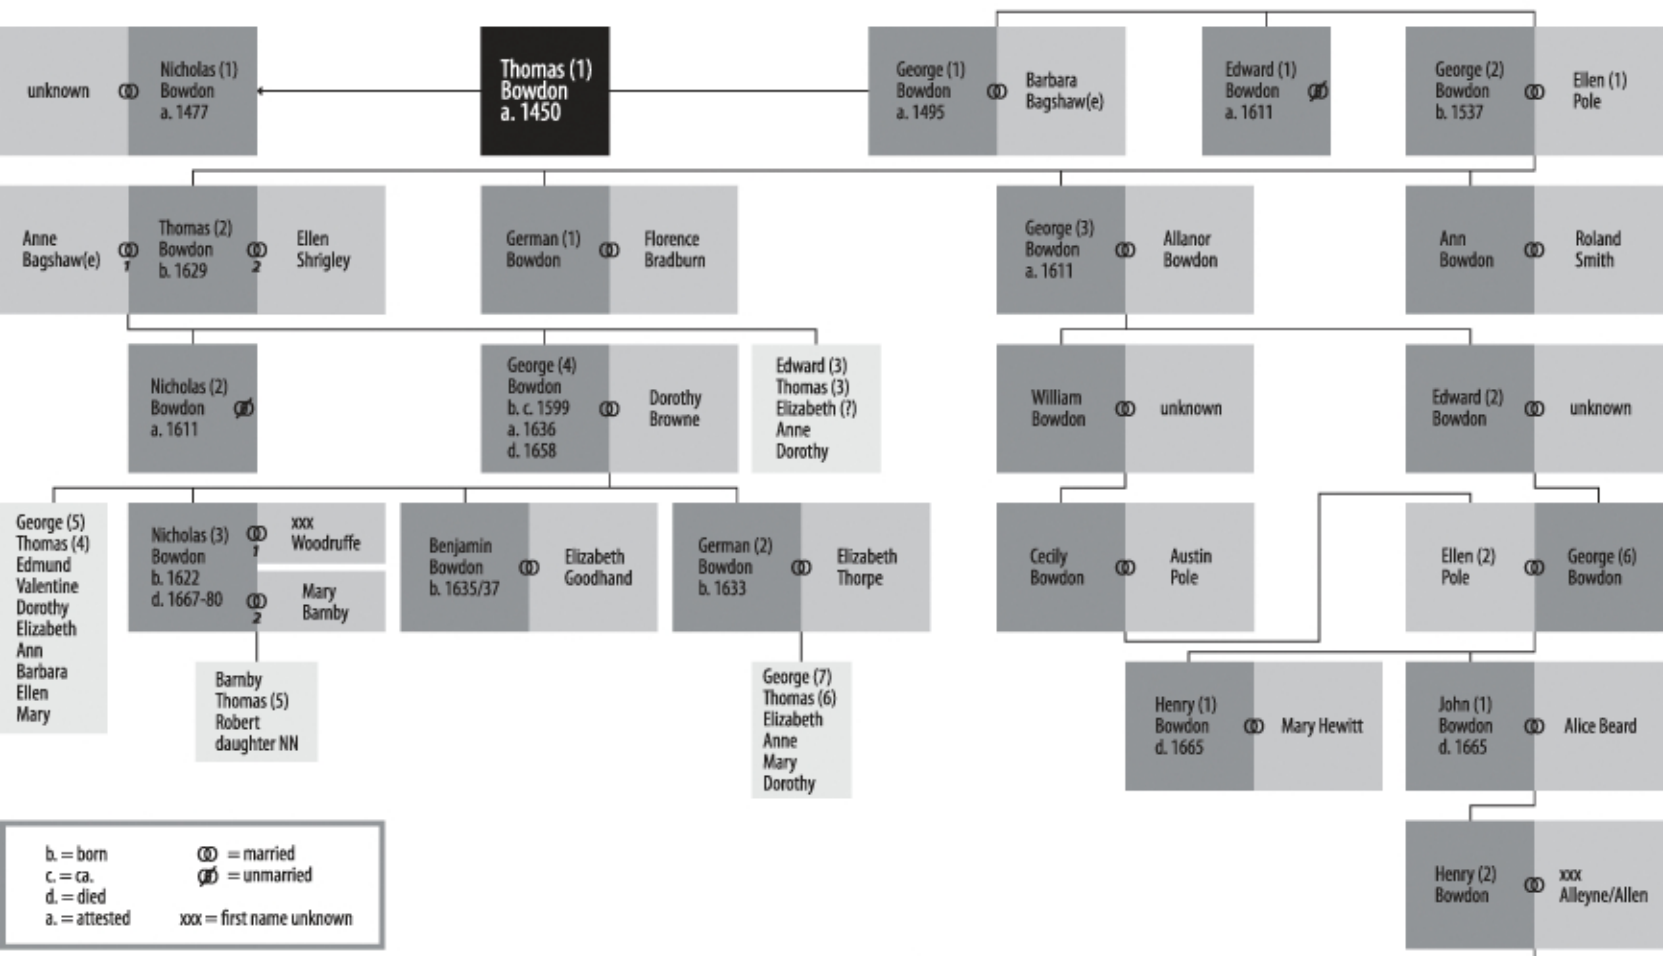 unknown
Nicholas (1)
Bowdon
a. 1477
Thomas (1)
Bowdon
a. 1450
George (1)
Bowdon
a. 1495
Barbara
Bagshaw(e)
Edward (1)
Bowdon
a. 1611
George (2)
Bowdon
b. 1537
Ellen (1)
Pole
Anne
Bagshaw(e)
1
Thomas (2)
Bowdon
b. 1629
2
Ellen
Shrigley
German (1)
Bowdon
Florence
Bradburn
George (3)
Bowdon
a. 1611
Allanor
Bowdon
Ann
Bowdon
Roland
Smith
Nicholas (2)
Bowdon
a. 1611
George (4)
Bowdon
b. c. 1599
a. 1636
d. 1658
Dorothy
Browne
Edward (3)
Thomas (3)
Elizabeth (?)
Anne
Dorothy
William
Bowdon
unknown
Edward (2)
Bowdon
unknown
George (5)
Thomas (4)
Edmund
Valentine
Dorothy
Elizabeth
Ann
Barbara
Ellen
Mary
Nicholas (3)
Bowdon
b. 1622
d. 1667-80
1
xxx
Woodruffe
2
Mary
Barnby
Benjamin
Bowdon
b. 1635/37
Elizabeth
Goodhand
German (2)
Bowdon
b. 1633
Elizabeth
Thorpe
Cecily
Bowdon
Austin
Pole
Ellen (2)
Pole
George (6)
Bowdon
Barnby
Thomas (5)
Robert
daughter NN
George (7)
Thomas (6)
Elizabeth
Anne
Mary
Dorothy
Henry (1)
Bowdon
d. 1665
Mary Hewitt
John (1)
Bowdon
d. 1665
Alice Beard
Henry (2)
Bowdon
xxx
Alleyne/Allen
b. = born
c. = ca.
d. = died
a. = attested
= married
= unmarried
xxx = first name unknown